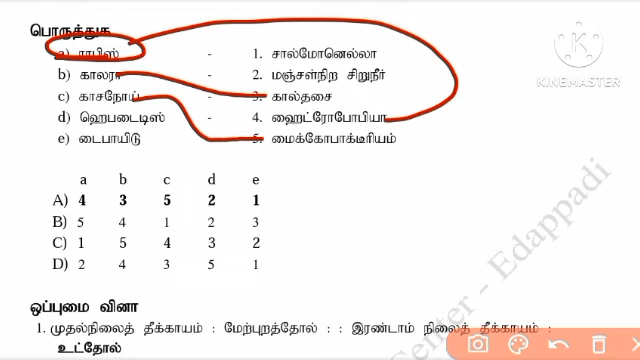 பொருத்துக
a) ராபிஸ் - 1. சால்மோனெல்லா
b) காலரா - 2. மஞ்சள்நிற சிறுநீர்
c) காசநோய் - 3. கால்தசை
d) ஹெபடைடிஸ் - 4. ஹைட்ரோபோபியா
e) டைபாயிடு - 5. மைக்கோபாக்டீரியம்
a b c d e
A) 4 3 5 2 1
B) 5 4 1 2 3
C) 1 5 4 3 2
D) 2 4 3 5 1
ஒப்புமை வினா
1. முதல்நிலைத் தீக்காயம் : மேற்புறத்தோல் : : இரண்டாம் நிலைத் தீக்காயம் :
உட்தோல்
KINEMASTER
Center - Edappadi